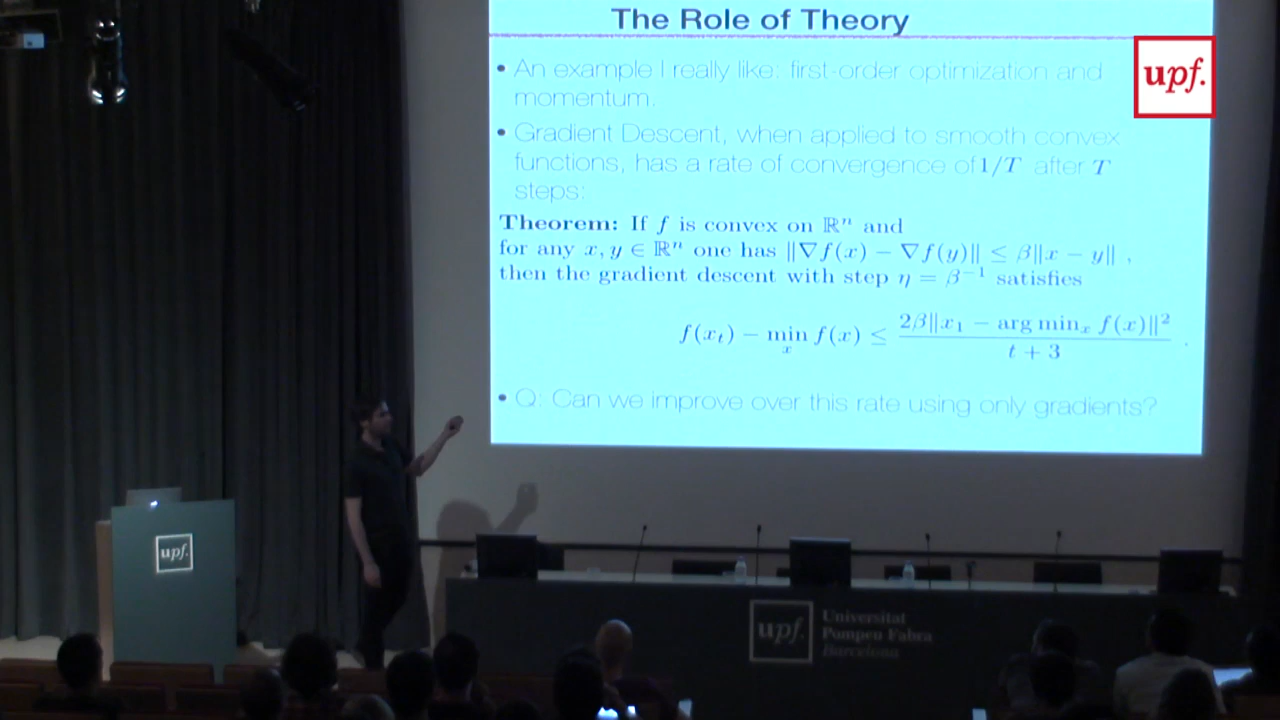 The Role of Theory
upf.
• An example I really like: first-order optimization and
momentum.
• Gradient Descent, when applied to smooth convex
functions, has a rate of convergence of 1/T after T
steps:
Theorem: If f is convex on ℝⁿ and
for any x, y ∈ ℝⁿ one has ‖∇f(x) − ∇f(y)‖ ≤ β‖x − y‖ ,
then the gradient descent with step η = β⁻¹ satisfies
f(xₜ) − min_x f(x) ≤ 2β‖x₁ − arg min_x f(x)‖² / (t + 3) .
• Q: Can we improve over this rate using only gradients?
upf.
upf.
Universitat
Pompeu Fabra
Barcelona